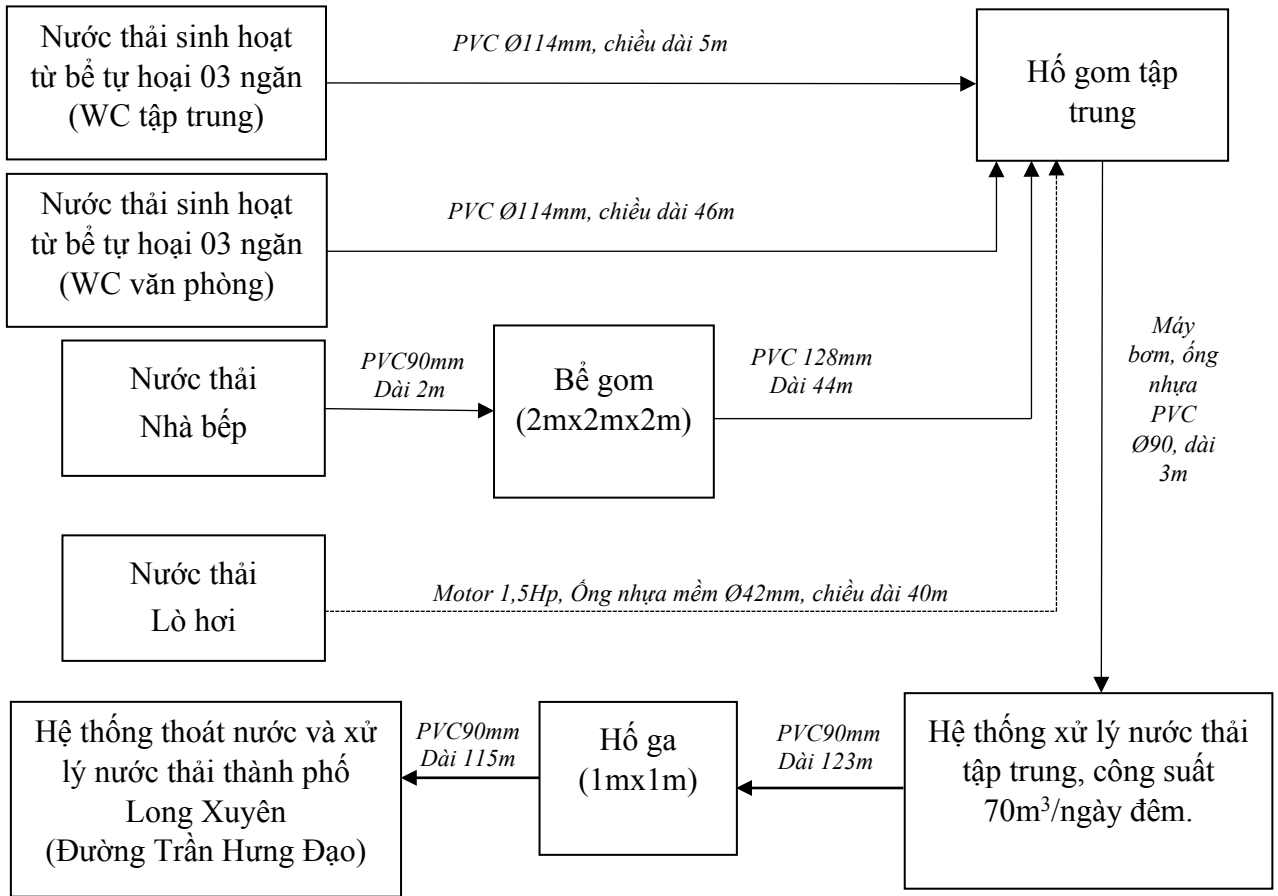 Nước thải sinh hoạt
từ bể tự hoại 03 ngăn
(WC tập trung)
PVC Ø114mm, chiều dài 5m
Hố gom tập
trung
Nước thải sinh hoạt
từ bể tự hoại 03 ngăn
(WC văn phòng)
PVC Ø114mm, chiều dài 46m
Nước thải
Nhà bếp
PVC90mm
Dài 2m
Bể gom
(2mx2mx2m)
PVC 128mm
Dài 44m
Máy
bơm, ống
nhựa
PVC
Ø90, dài
3m
Nước thải
Lò hơi
Motor 1,5Hp, Ống nhựa mềm Ø42mm, chiều dài 40m
Hệ thống thoát nước và xử
lý nước thải thành phố
Long Xuyên
(Đường Trần Hưng Đạo)
PVC90mm
Dài 115m
Hố ga
(1mx1m)
PVC90mm
Dài 123m
Hệ thống xử lý nước thải
tập trung, công suất
70m³/ngày đêm.